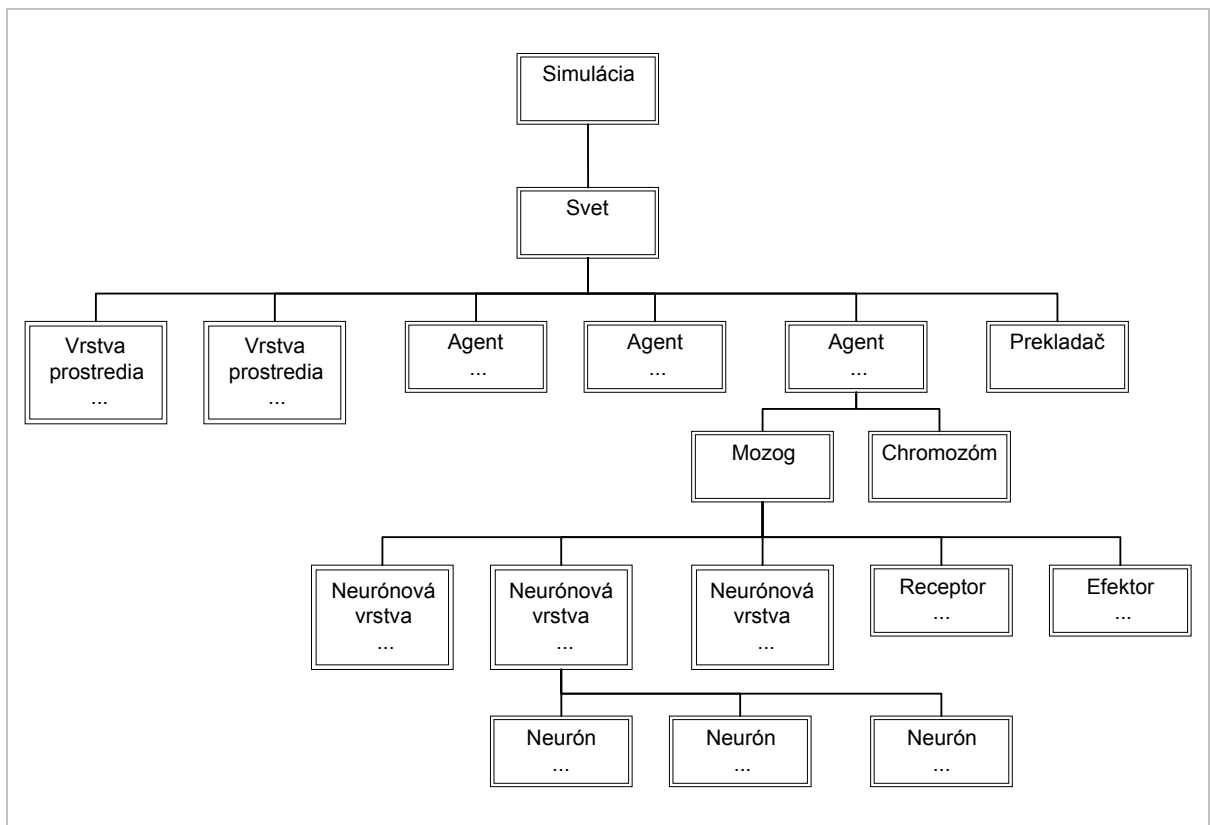 Simulácia
Svet
Vrstva
prostredia
...
Vrstva
prostredia
...
Agent
...
Agent
...
Agent
...
Prekladač
Mozog
Chromozóm
Neurónová
vrstva
...
Neurónová
vrstva
...
Neurónová
vrstva
...
Receptor
...
Efektor
...
Neurón
...
Neurón
...
Neurón
...